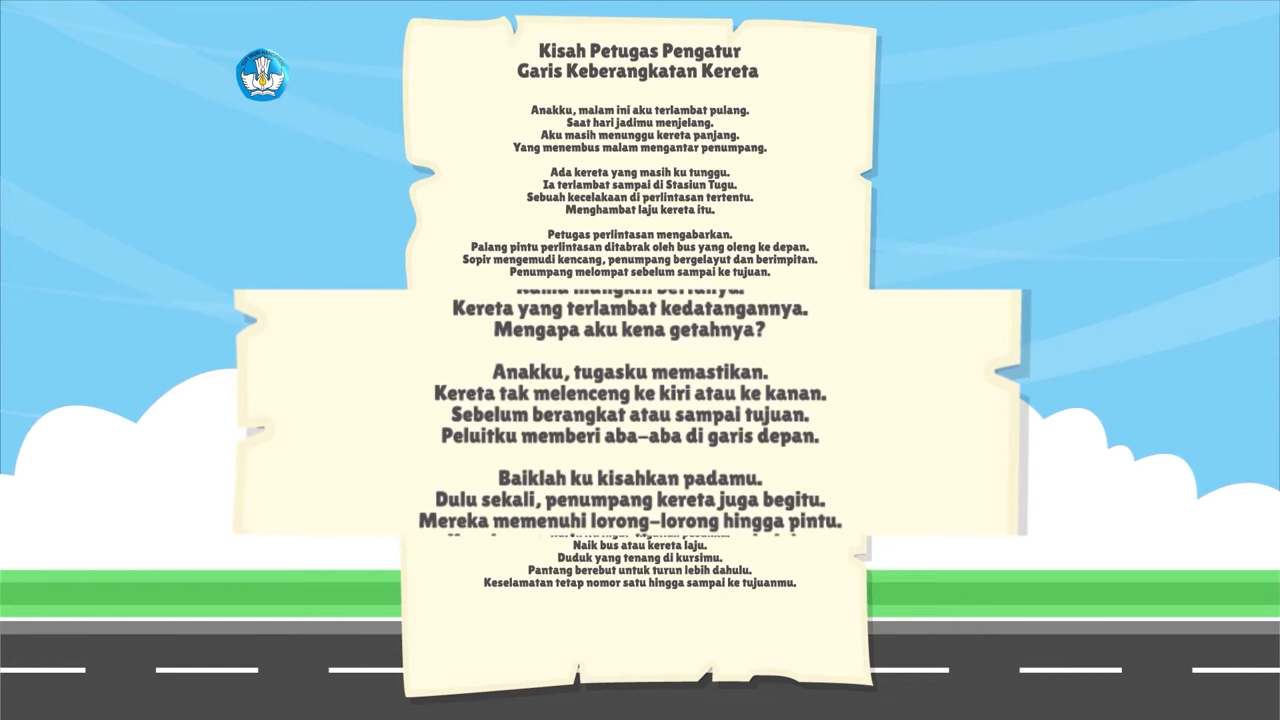 Kisah Petugas Pengatur
Garis Keberangkatan Kereta
Anakku, malam ini aku terlambat pulang.
Saat hari jadimu menjelang.
Aku masih menunggu kereta panjang.
Yang menembus malam mengantar penumpang.
Ada kereta yang masih ku tunggu.
Ia terlambat sampai di Stasiun Tugu.
Sebuah kecelakaan di perlintasan tertentu.
Menghambat laju kereta itu.
Petugas perlintasan mengabarkan.
Palang pintu perlintasan ditabrak oleh bus yang oleng ke depan.
Sopir mengemudi kencang, penumpang bergelayut dan berimpitan.
Penumpang melompat sebelum sampai ke tujuan.
Kereta yang terlambat kedatangannya.
Mengapa aku kena getahnya?
Anakku, tugasku memastikan.
Kereta tak melenceng ke kiri atau ke kanan.
Sebelum berangkat atau sampai tujuan.
Peluitku memberi aba-aba di garis depan.
Baiklah ku kisahkan padamu.
Dulu sekali, penumpang kereta juga begitu.
Mereka memenuhi lorong-lorong hingga pintu.
Naik bus atau kereta laju.
Duduk yang tenang di kursimu.
Pantang berebut untuk turun lebih dahulu.
Keselamatan tetap nomor satu hingga sampai ke tujuanmu.